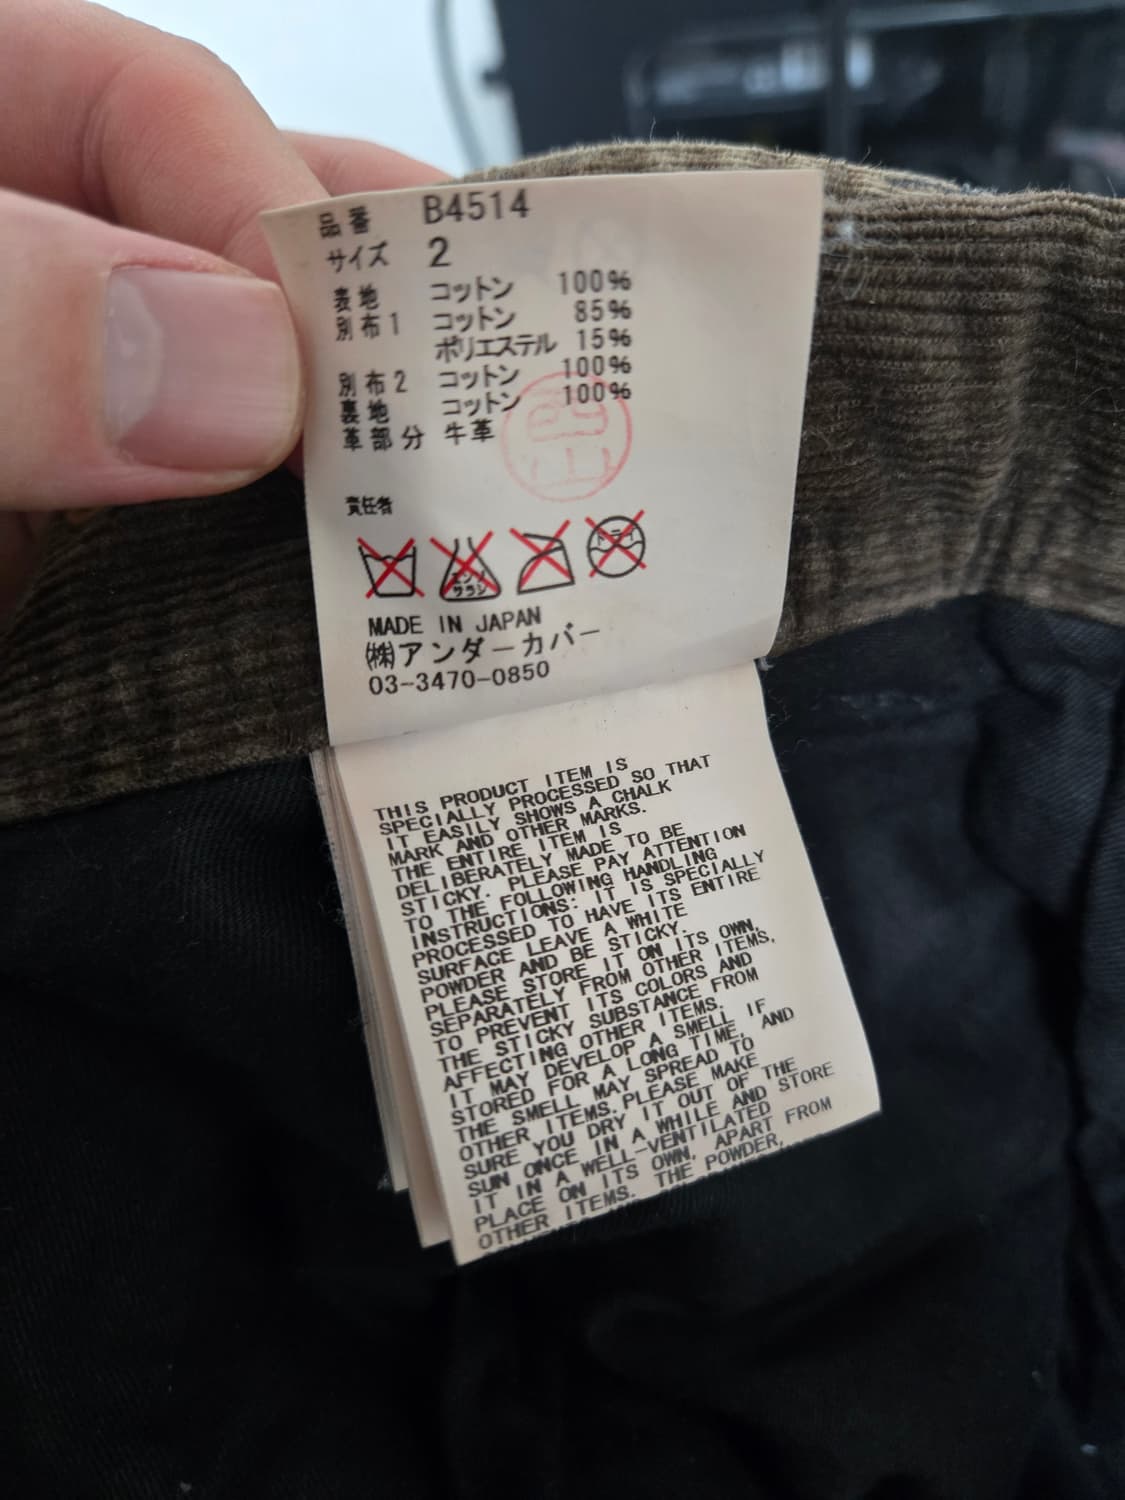 品番 B4514
サイズ 2
表地 コットン 100%
別布1 コットン 85%
ポリエステル 15%
別布2 コットン 100%
裏地 コットン 100%
革部分 牛革
責任者
エンソ サラシ
ドライ
MADE IN JAPAN
㈱アンダーカバー
03-3470-0850
THIS PRODUCT ITEM IS
SPECIALLY PROCESSED SO THAT
IT EASILY SHOWS A CHALK
MARK AND OTHER MARKS.
THE ENTIRE ITEM IS
DELIBERATELY MADE TO BE
STICKY. PLEASE PAY ATTENTION
TO THE FOLLOWING HANDLING
INSTRUCTIONS: IT IS SPECIALLY
PROCESSED TO HAVE ITS ENTIRE
SURFACE LEAVE A WHITE
POWDER AND BE STICKY.
PLEASE STORE IT ON ITS OWN,
SEPARATELY FROM OTHER ITEMS,
TO PREVENT ITS COLORS AND
THE STICKY SUBSTANCE FROM
AFFECTING OTHER ITEMS.
IT MAY DEVELOP A SMELL IF
STORED FOR A LONG TIME, AND
THE SMELL MAY SPREAD TO
OTHER ITEMS. PLEASE MAKE
SURE YOU DRY IT OUT OF THE
SUN ONCE IN A WHILE AND STORE
IT IN A WELL-VENTILATED
PLACE ON ITS OWN, APART FROM
OTHER ITEMS. THE POWDER,